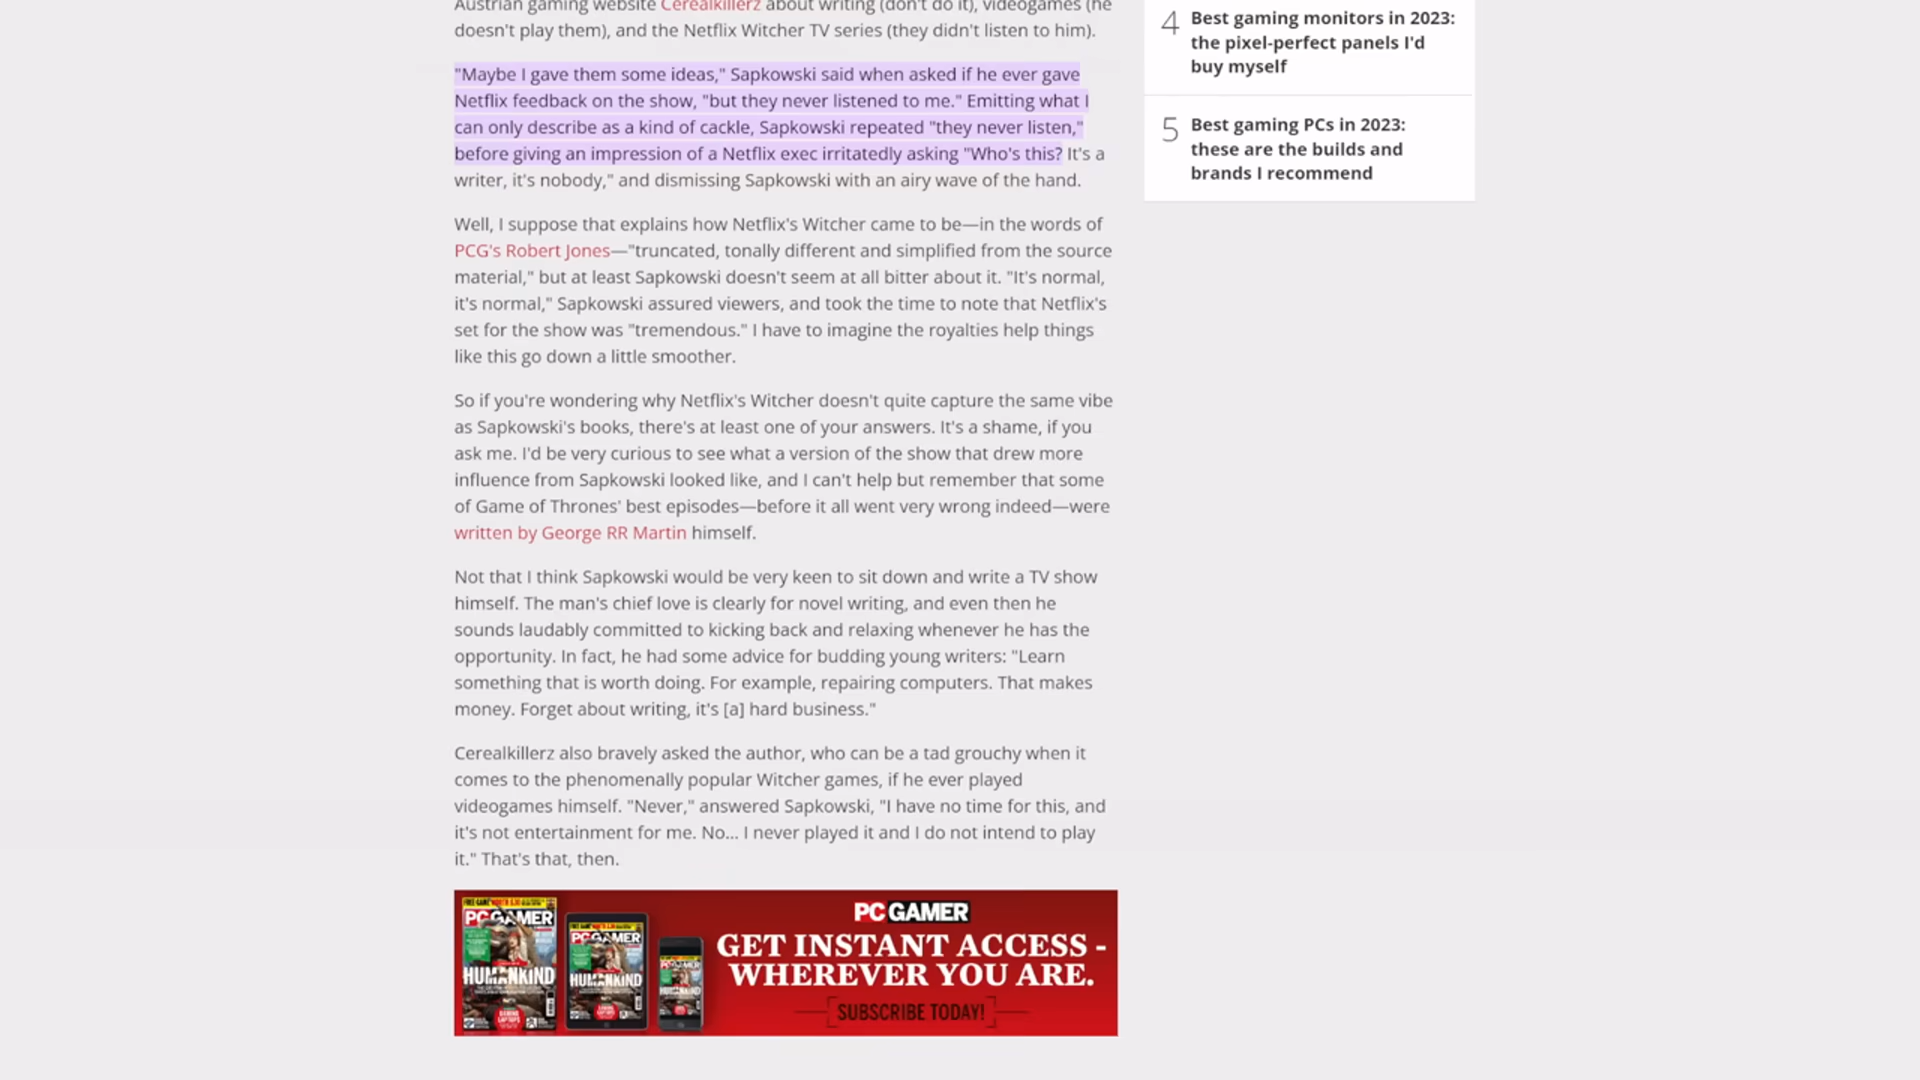 Austrian gaming website Cerealkillerz about writing (don't do it), videogames (he
doesn't play them), and the Netflix Witcher TV series (they didn't listen to him).
"Maybe I gave them some ideas," Sapkowski said when asked if he ever gave
Netflix feedback on the show, "but they never listened to me." Emitting what I
can only describe as a kind of cackle, Sapkowski repeated "they never listen,"
before giving an impression of a Netflix exec irritatedly asking "Who's this? It's a
writer, it's nobody," and dismissing Sapkowski with an airy wave of the hand.
Well, I suppose that explains how Netflix's Witcher came to be—in the words of
PCG's Robert Jones—"truncated, tonally different and simplified from the source
material," but at least Sapkowski doesn't seem at all bitter about it. "It's normal,
it's normal," Sapkowski assured viewers, and took the time to note that Netflix's
set for the show was "tremendous." I have to imagine the royalties help things
like this go down a little smoother.
So if you're wondering why Netflix's Witcher doesn't quite capture the same vibe
as Sapkowski's books, there's at least one of your answers. It's a shame, if you
ask me. I'd be very curious to see what a version of the show that drew more
influence from Sapkowski looked like, and I can't help but remember that some
of Game of Thrones' best episodes—before it all went very wrong indeed—were
written by George RR Martin himself.
Not that I think Sapkowski would be very keen to sit down and write a TV show
himself. The man's chief love is clearly for novel writing, and even then he
sounds laudably committed to kicking back and relaxing whenever he has the
opportunity. In fact, he had some advice for budding young writers: "Learn
something that is worth doing. For example, repairing computers. That makes
money. Forget about writing, it's [a] hard business."
Cerealkillerz also bravely asked the author, who can be a tad grouchy when it
comes to the phenomenally popular Witcher games, if he ever played
videogames himself. "Never," answered Sapkowski, "I have no time for this, and
it's not entertainment for me. No... I never played it and I do not intend to play
it." That's that, then.
4 Best gaming monitors in 2023:
the pixel-perfect panels I'd
buy myself
5 Best gaming PCs in 2023:
these are the builds and
brands I recommend
PC GAMER
HUMANKIND
PC GAMER
HUMANKIND
PC GAMER
GET INSTANT ACCESS -
WHEREVER YOU ARE.
SUBSCRIBE TODAY!